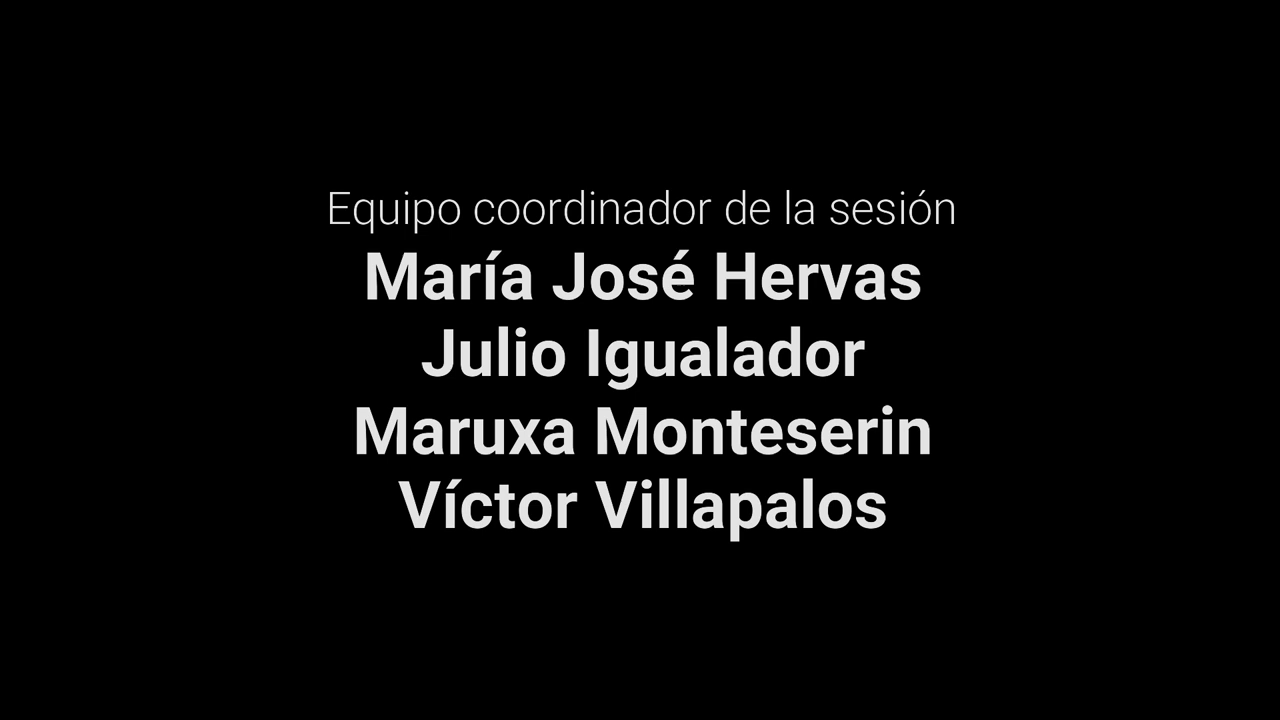 Equipo coordinador de la sesión
María José Hervas
Julio Igualador
Maruxa Monteserin
Víctor Villapalos